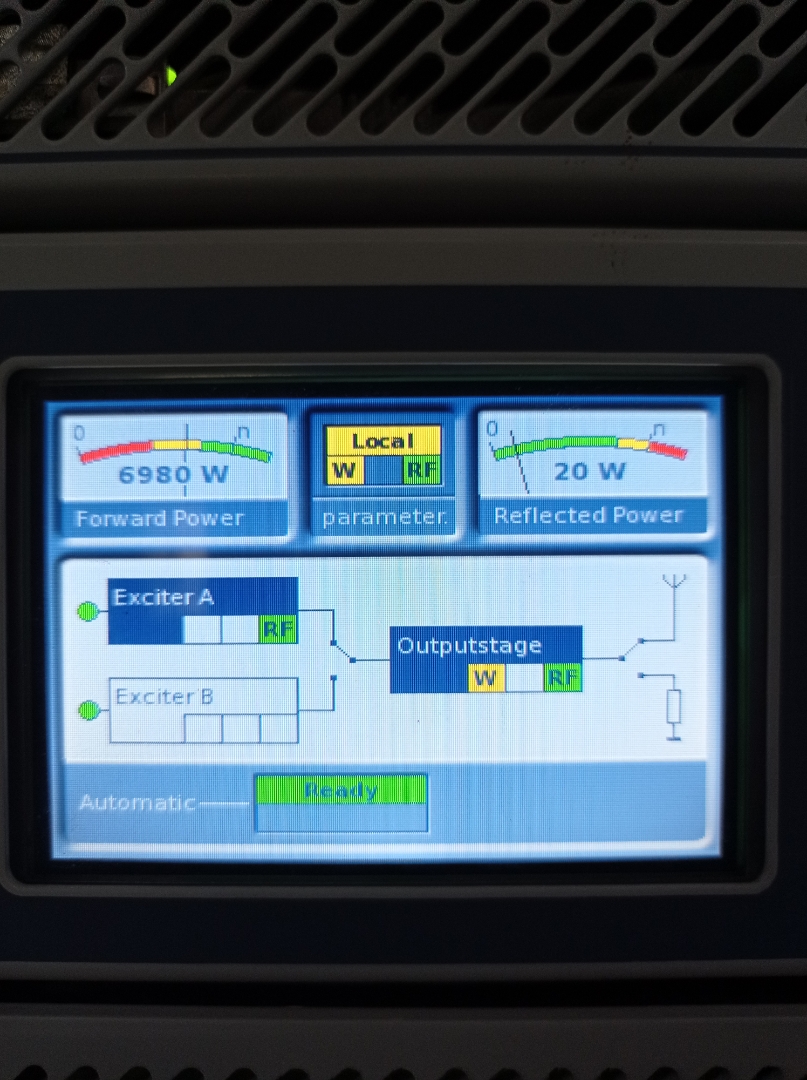 0 n
6980 W
Forward Power
Local
W RF
parameter.
0 n
20 W
Reflected Power
Exciter A
RF
Exciter B
Outputstage
W RF
Automatic
Ready